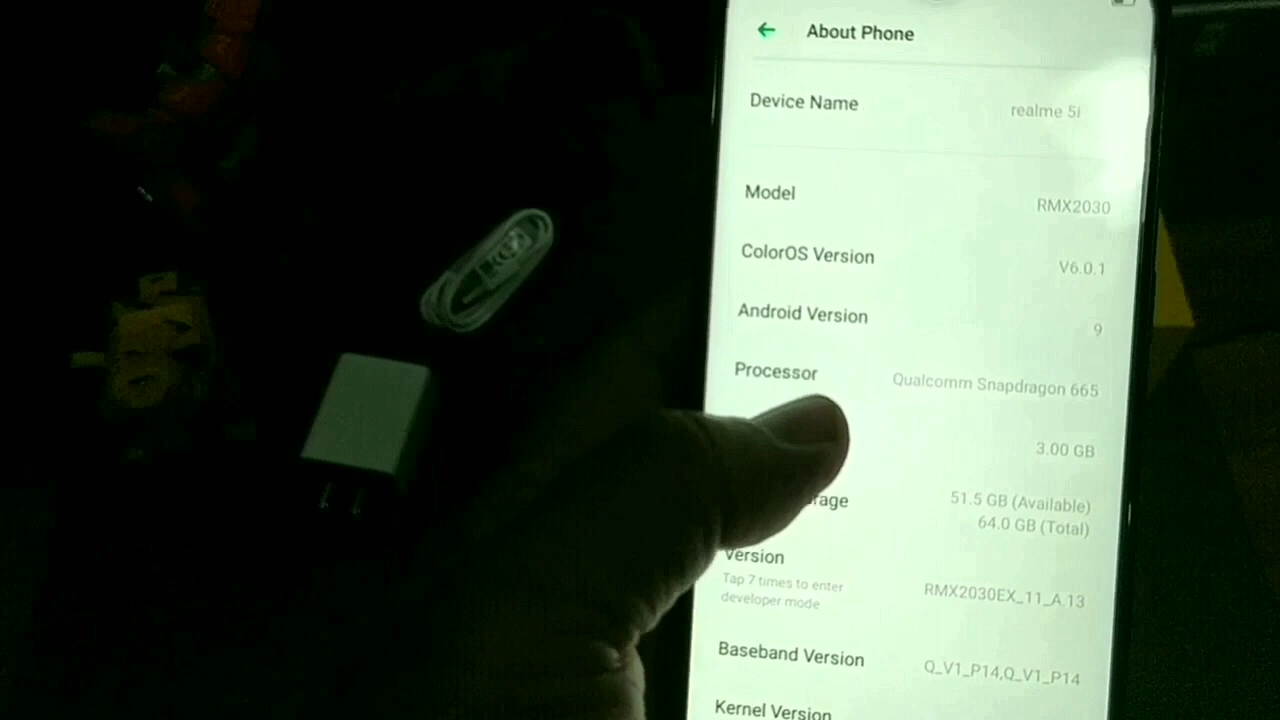 About Phone
Device Name realme 5i
Model RMX2030
ColorOS Version V6.0.1
Android Version 9
Processor Qualcomm Snapdragon 665
3.00 GB
51.5 GB (Available)
64.0 GB (Total)
Version
Tap 7 times to enter
developer mode
RMX2030EX_11_A.13
Baseband Version Q_V1_P14,Q_V1_P14
Kernel Version